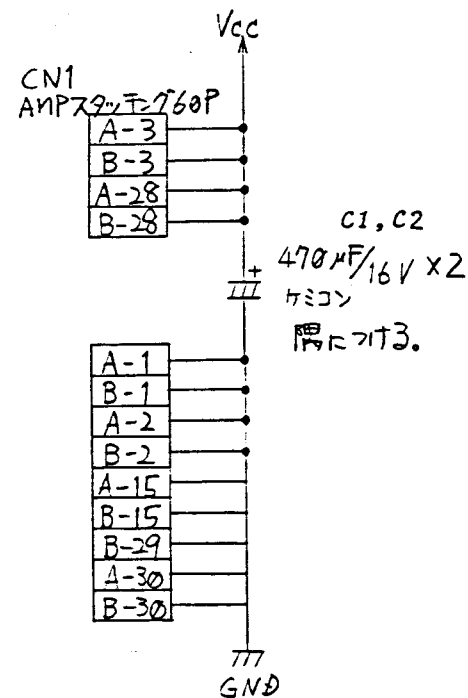 Vcc
CN1
AMPスタッキング60P
A-3
B-3
A-28
B-28
C1, C2
+
470μF/16V ×2
ケミコン
隅につける.
A-1
B-1
A-2
B-2
A-15
B-15
B-29
A-30
B-30
GND